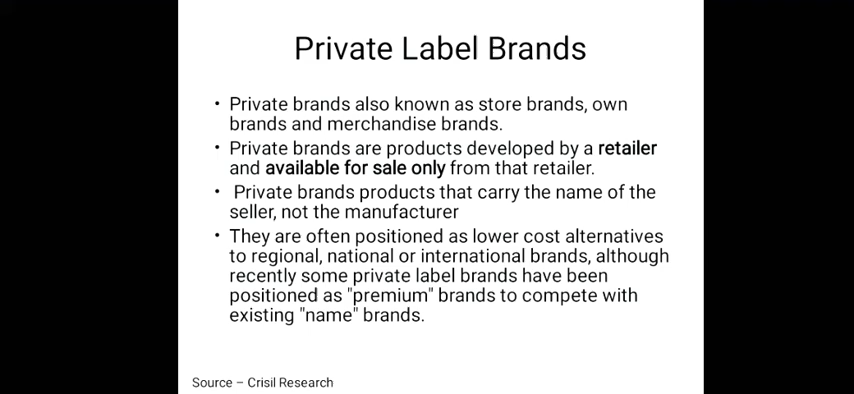 Private Label Brands
• Private brands also known as store brands, own
brands and merchandise brands.
• Private brands are products developed by a retailer
and available for sale only from that retailer.
• Private brands products that carry the name of the
seller, not the manufacturer
• They are often positioned as lower cost alternatives
to regional, national or international brands, although
recently some private label brands have been
positioned as "premium" brands to compete with
existing "name" brands.
Source – Crisil Research